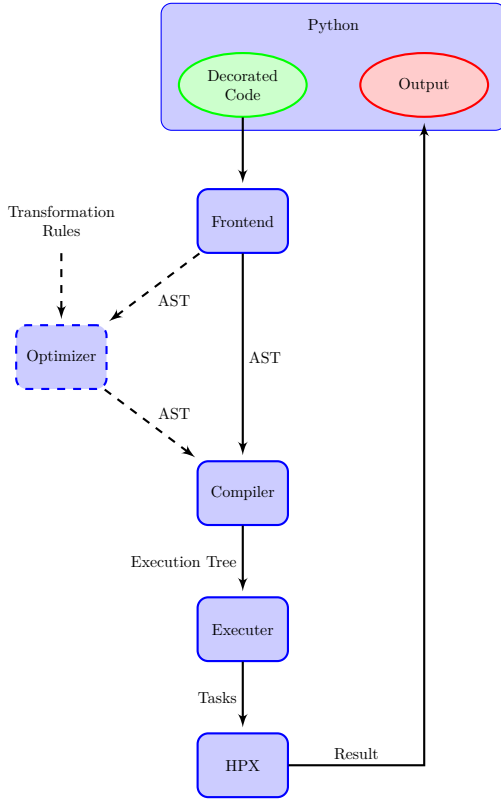 Python
Decorated
Code
Output
Transformation
Rules
Frontend
AST
Optimizer
AST
AST
Compiler
Execution Tree
Executer
Tasks
HPX
Result